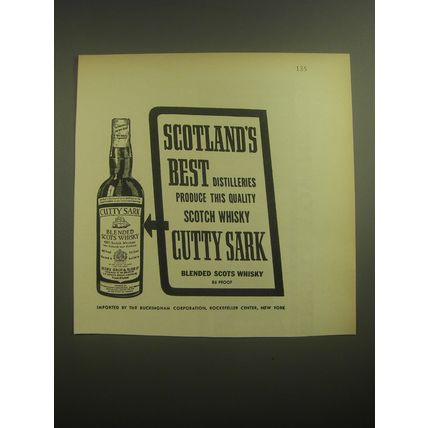 135
SCOTLAND'S
BEST DISTILLERIES
PRODUCE THIS QUALITY
SCOTCH WHISKY
CUTTY SARK
BLENDED SCOTS WHISKY
86 PROOF
CUTTY SARK
BLENDED
SCOTS WHISKY
IMPORTED BY THE BUCKINGHAM CORPORATION, ROCKEFELLER CENTER, NEW YORK